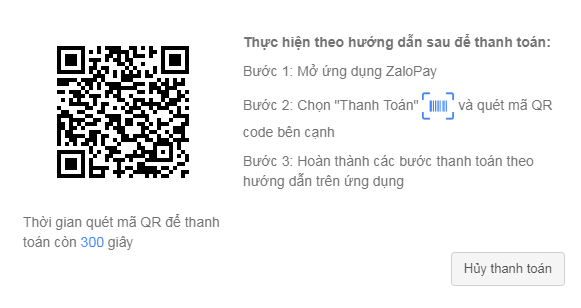 Thực hiện theo hướng dẫn sau để thanh toán:
Bước 1: Mở ứng dụng ZaloPay
Bước 2: Chọn "Thanh Toán" và quét mã QR
code bên cạnh
Bước 3: Hoàn thành các bước thanh toán theo
hướng dẫn trên ứng dụng
Thời gian quét mã QR để thanh
toán còn 300 giây
Hủy thanh toán